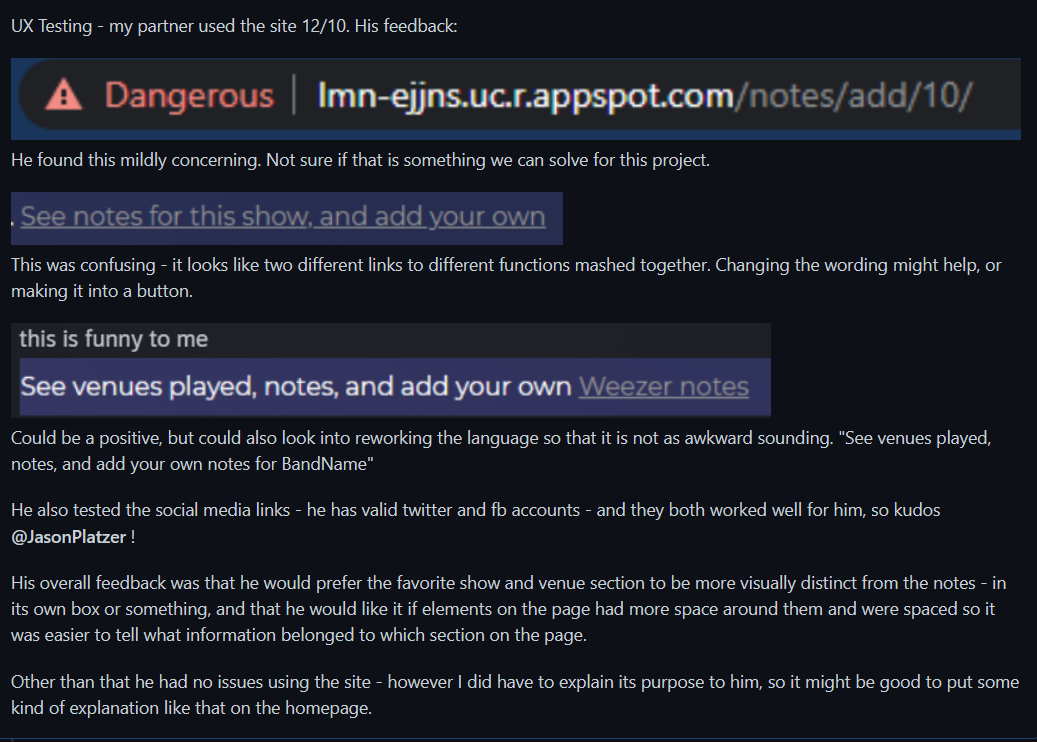 UX Testing - my partner used the site 12/10. His feedback:
Dangerous | lmn-ejjns.uc.r.appspot.com/notes/add/10/
He found this mildly concerning. Not sure if that is something we can solve for this project.
. See notes for this show, and add your own
This was confusing - it looks like two different links to different functions mashed together. Changing the wording might help, or
making it into a button.
this is funny to me
See venues played, notes, and add your own Weezer notes
Could be a positive, but could also look into reworking the language so that it is not as awkward sounding. "See venues played,
notes, and add your own notes for BandName"
He also tested the social media links - he has valid twitter and fb accounts - and they both worked well for him, so kudos
@JasonPlatzer !
His overall feedback was that he would prefer the favorite show and venue section to be more visually distinct from the notes - in
its own box or something, and that he would like it if elements on the page had more space around them and were spaced so it
was easier to tell what information belonged to which section on the page.
Other than that he had no issues using the site - however I did have to explain its purpose to him, so it might be good to put some
kind of explanation like that on the homepage.